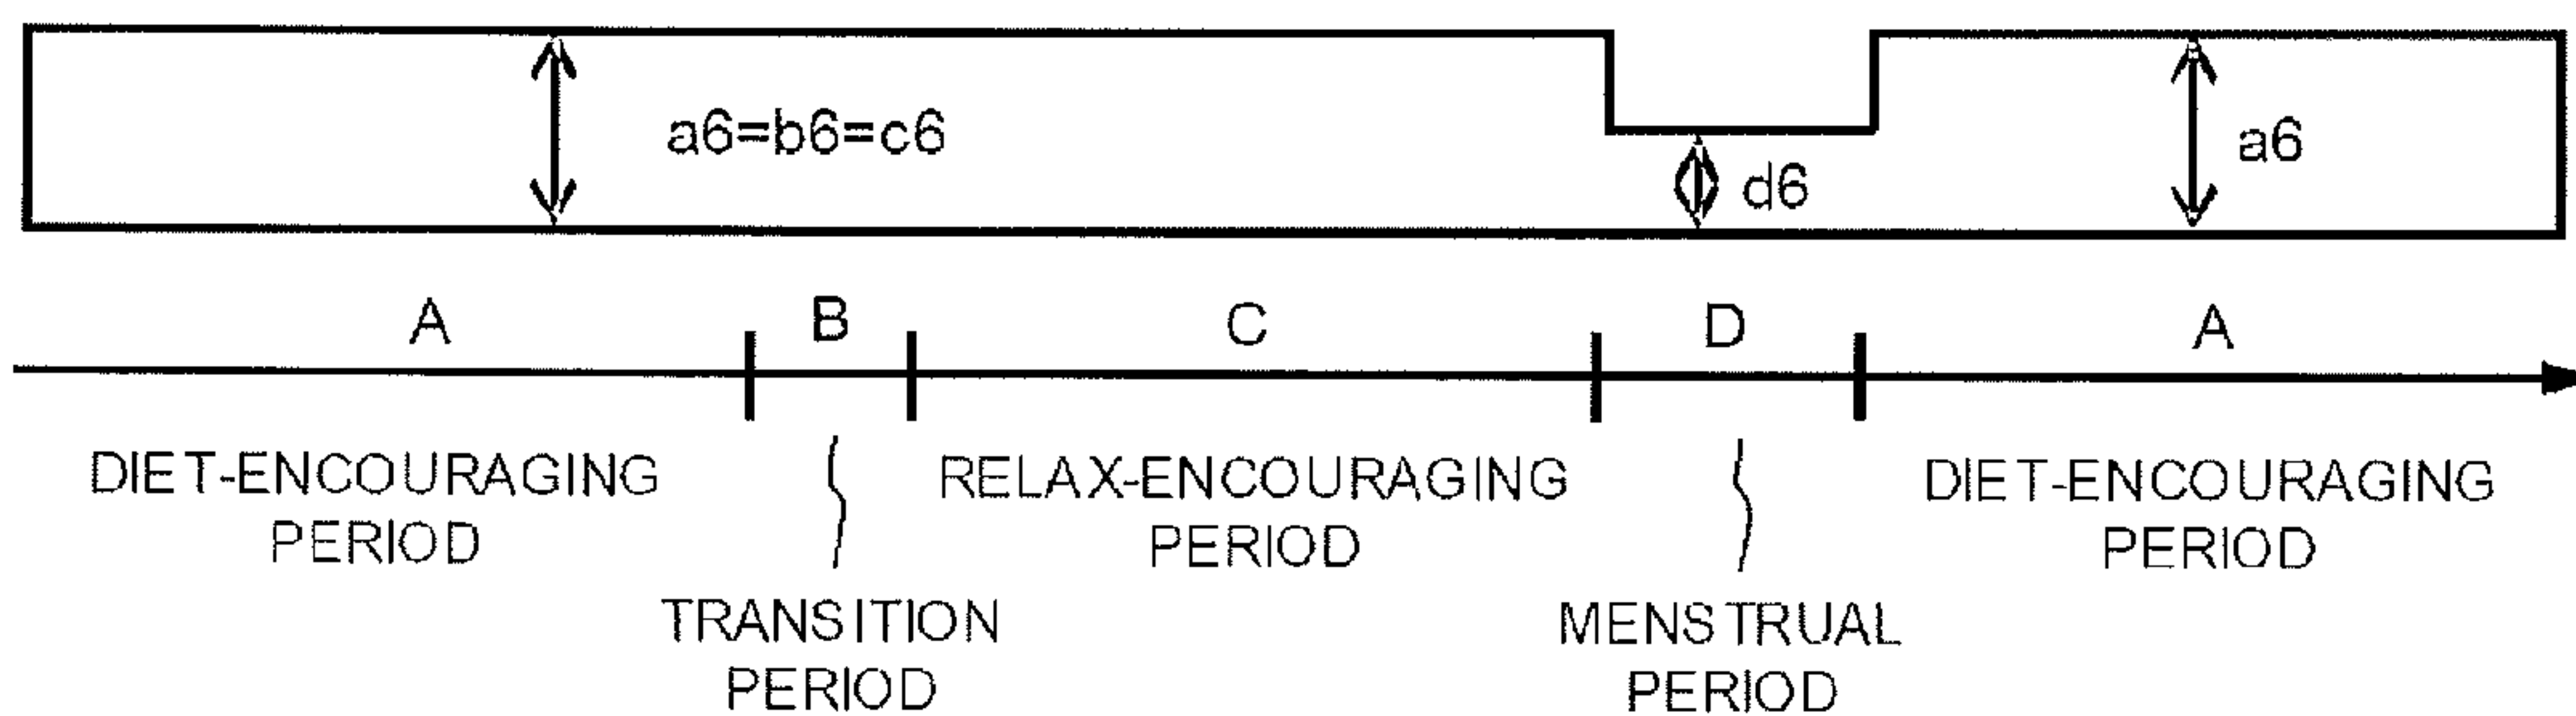 a6=b6=c6
d6
a6
A
B
C
D
A
DIET-ENCOURAGING
PERIOD
TRANSITION
PERIOD
RELAX-ENCOURAGING
PERIOD
MENSTRUAL
PERIOD
DIET-ENCOURAGING
PERIOD